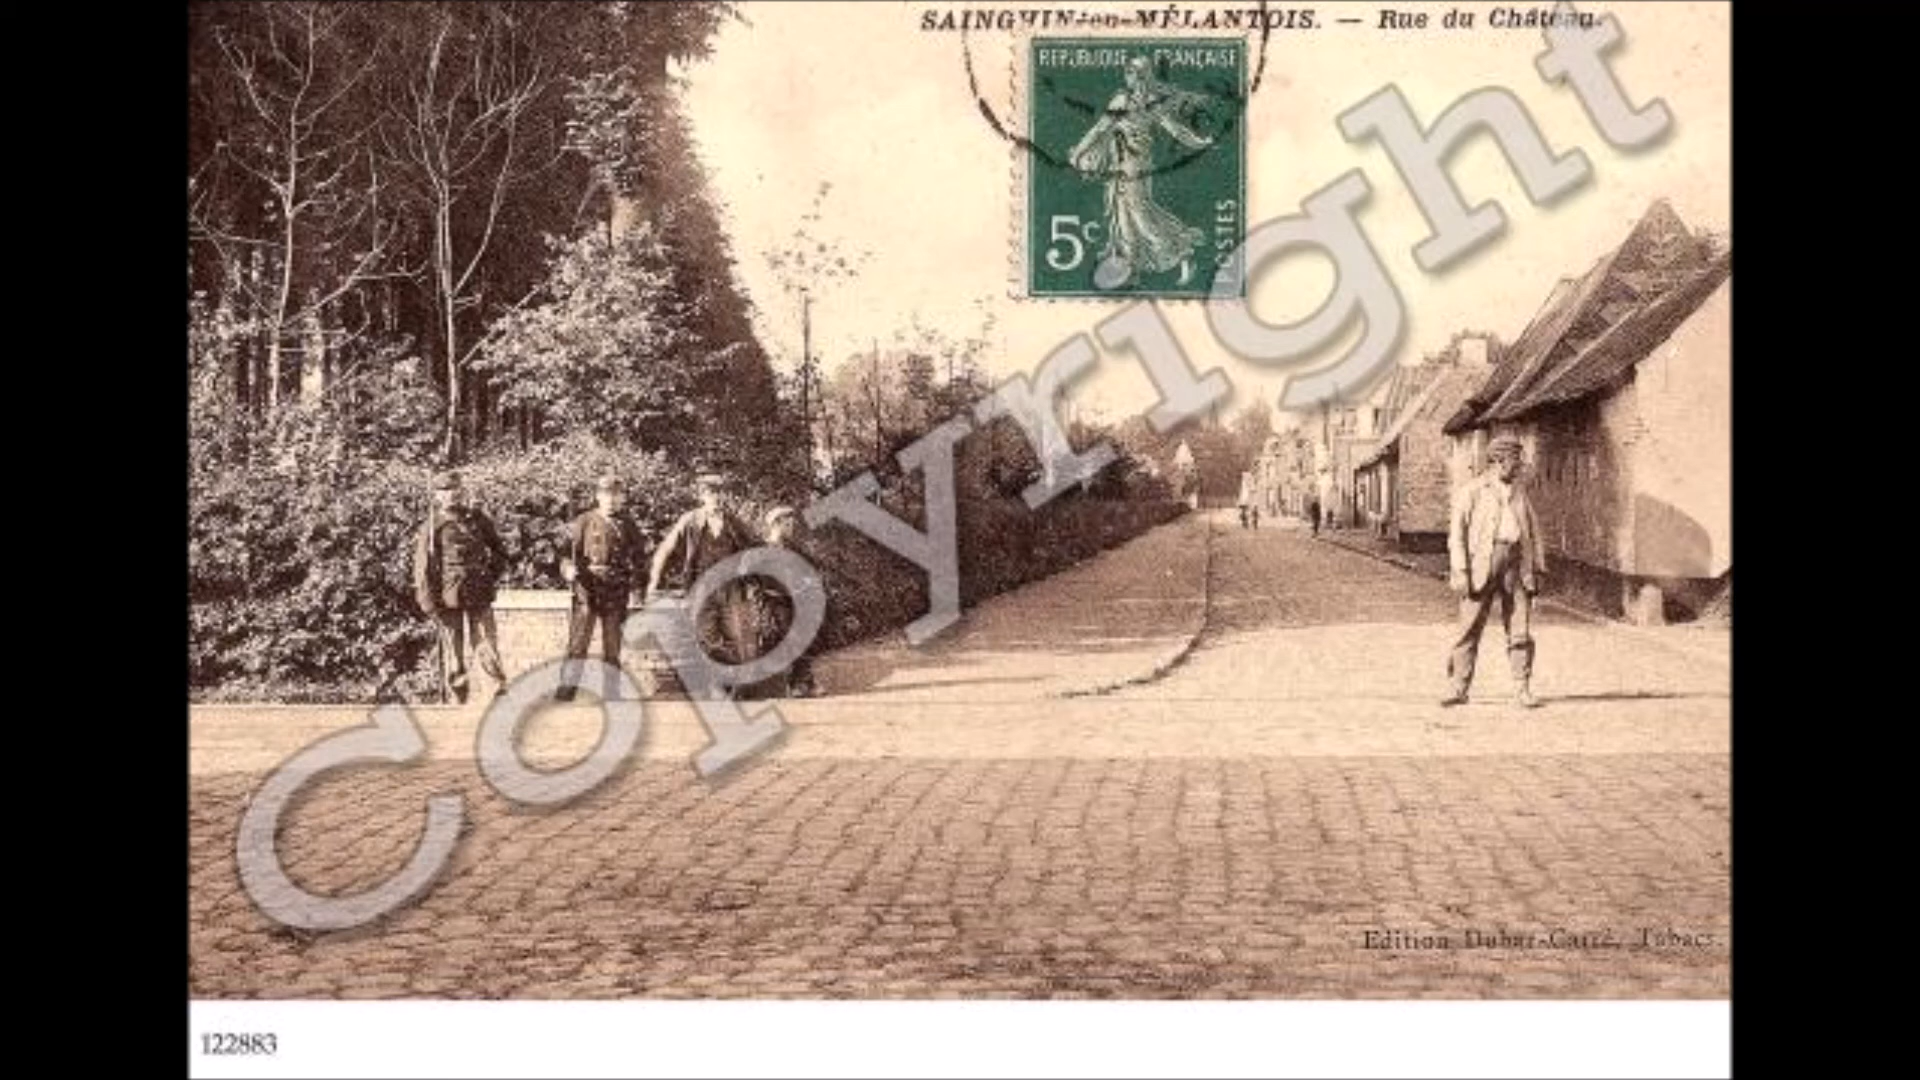 SAINGHIN-en-MÉLANTOIS. — Rue du Château.
REPUBLIQUE FRANÇAISE
5c
POSTES
Copyright
Edition Dubar-Carré, Tabacs.
122883